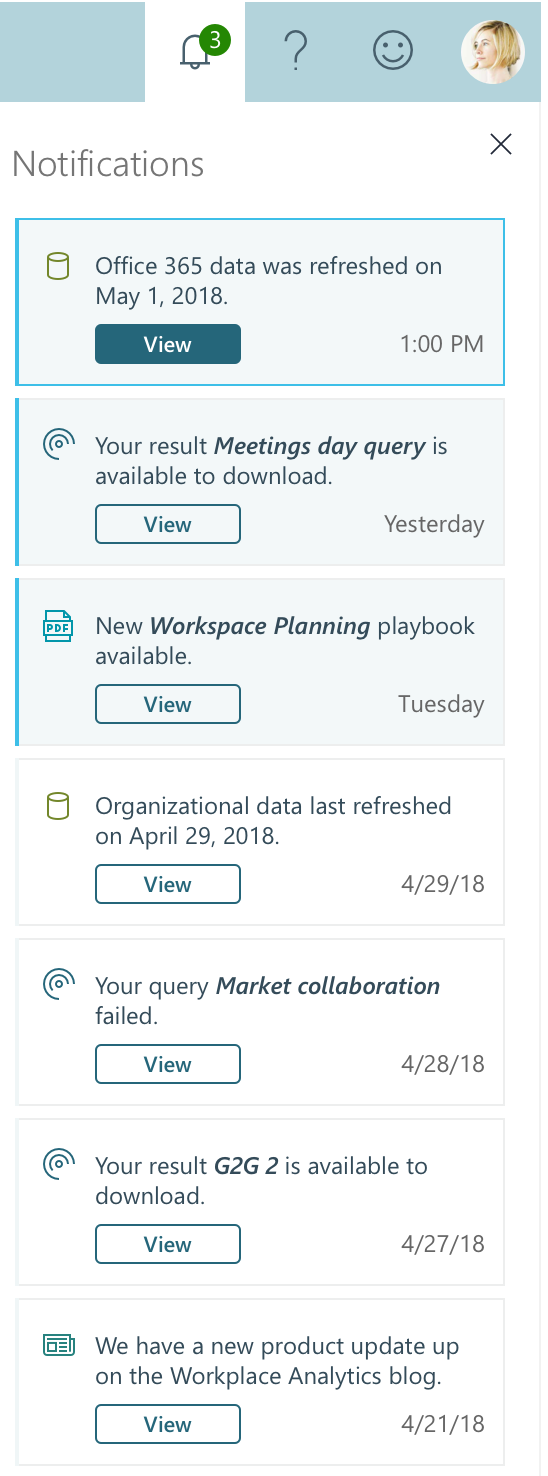 3
Notifications
Office 365 data was refreshed on
May 1, 2018.
View
1:00 PM
Your result Meetings day query is
available to download.
View
Yesterday
PDF
New Workspace Planning playbook
available.
View
Tuesday
Organizational data last refreshed
on April 29, 2018.
View
4/29/18
Your query Market collaboration
failed.
View
4/28/18
Your result G2G 2 is available to
download.
View
4/27/18
We have a new product update up
on the Workplace Analytics blog.
View
4/21/18